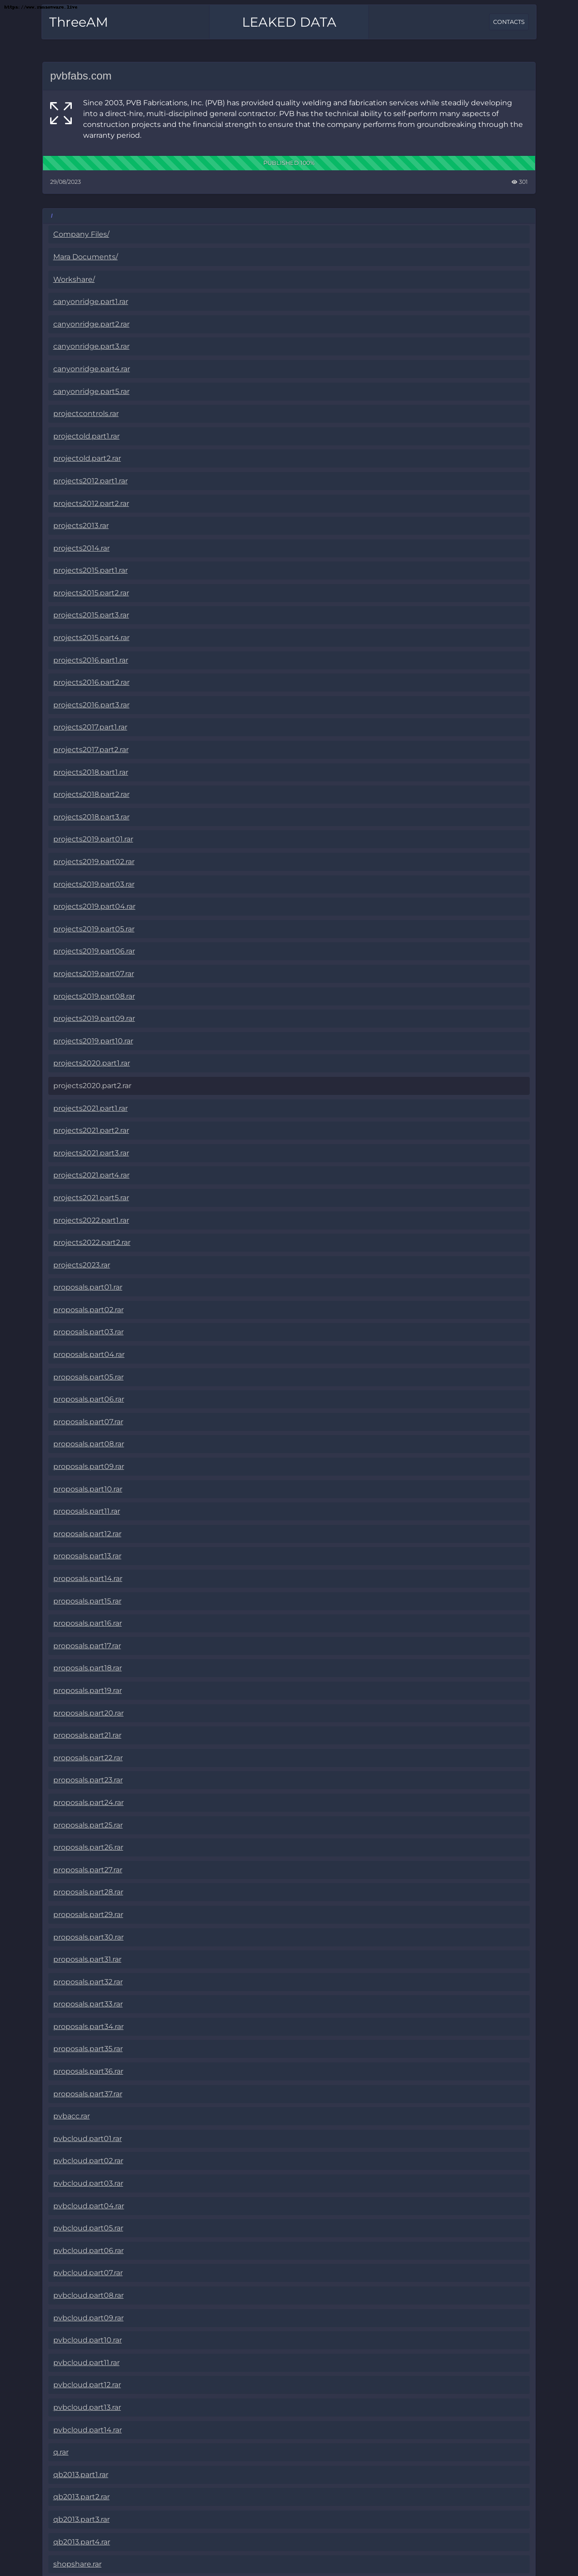 ThreeAM
LEAKED DATA
CONTACTS
pvbfabs.com
Since 2003, PVB Fabrications, Inc. (PVB) has provided quality welding and fabrication services while steadily developing
into a direct-hire, multi-disciplined general contractor. PVB has the technical ability to self-perform many aspects of
construction projects and the financial strength to ensure that the company performs from groundbreaking through the
warranty period.
PUBLISHED 100%
29/08/2023
301
/
Company Files/
Mara Documents/
Workshare/
canyonridge.part1.rar
canyonridge.part2.rar
canyonridge.part3.rar
canyonridge.part4.rar
canyonridge.part5.rar
projectcontrols.rar
projectold.part1.rar
projectold.part2.rar
projects2012.part1.rar
projects2012.part2.rar
projects2013.rar
projects2014.rar
projects2015.part1.rar
projects2015.part2.rar
projects2015.part3.rar
projects2015.part4.rar
projects2016.part1.rar
projects2016.part2.rar
projects2016.part3.rar
projects2017.part1.rar
projects2017.part2.rar
projects2018.part1.rar
projects2018.part2.rar
projects2018.part3.rar
projects2019.part01.rar
projects2019.part02.rar
projects2019.part03.rar
projects2019.part04.rar
projects2019.part05.rar
projects2019.part06.rar
projects2019.part07.rar
projects2019.part08.rar
projects2019.part09.rar
projects2019.part10.rar
projects2020.part1.rar
projects2020.part2.rar
projects2021.part1.rar
projects2021.part2.rar
projects2021.part3.rar
projects2021.part4.rar
projects2021.part5.rar
projects2022.part1.rar
projects2022.part2.rar
projects2023.rar
proposals.part01.rar
proposals.part02.rar
proposals.part03.rar
proposals.part04.rar
proposals.part05.rar
proposals.part06.rar
proposals.part07.rar
proposals.part08.rar
proposals.part09.rar
proposals.part10.rar
proposals.part11.rar
proposals.part12.rar
proposals.part13.rar
proposals.part14.rar
proposals.part15.rar
proposals.part16.rar
proposals.part17.rar
proposals.part18.rar
proposals.part19.rar
proposals.part20.rar
proposals.part21.rar
proposals.part22.rar
proposals.part23.rar
proposals.part24.rar
proposals.part25.rar
proposals.part26.rar
proposals.part27.rar
proposals.part28.rar
proposals.part29.rar
proposals.part30.rar
proposals.part31.rar
proposals.part32.rar
proposals.part33.rar
proposals.part34.rar
proposals.part35.rar
proposals.part36.rar
proposals.part37.rar
pvbacc.rar
pvbcloud.part01.rar
pvbcloud.part02.rar
pvbcloud.part03.rar
pvbcloud.part04.rar
pvbcloud.part05.rar
pvbcloud.part06.rar
pvbcloud.part07.rar
pvbcloud.part08.rar
pvbcloud.part09.rar
pvbcloud.part10.rar
pvbcloud.part11.rar
pvbcloud.part12.rar
pvbcloud.part13.rar
pvbcloud.part14.rar
q.rar
qb2013.part1.rar
qb2013.part2.rar
qb2013.part3.rar
qb2013.part4.rar
shopshare.rar